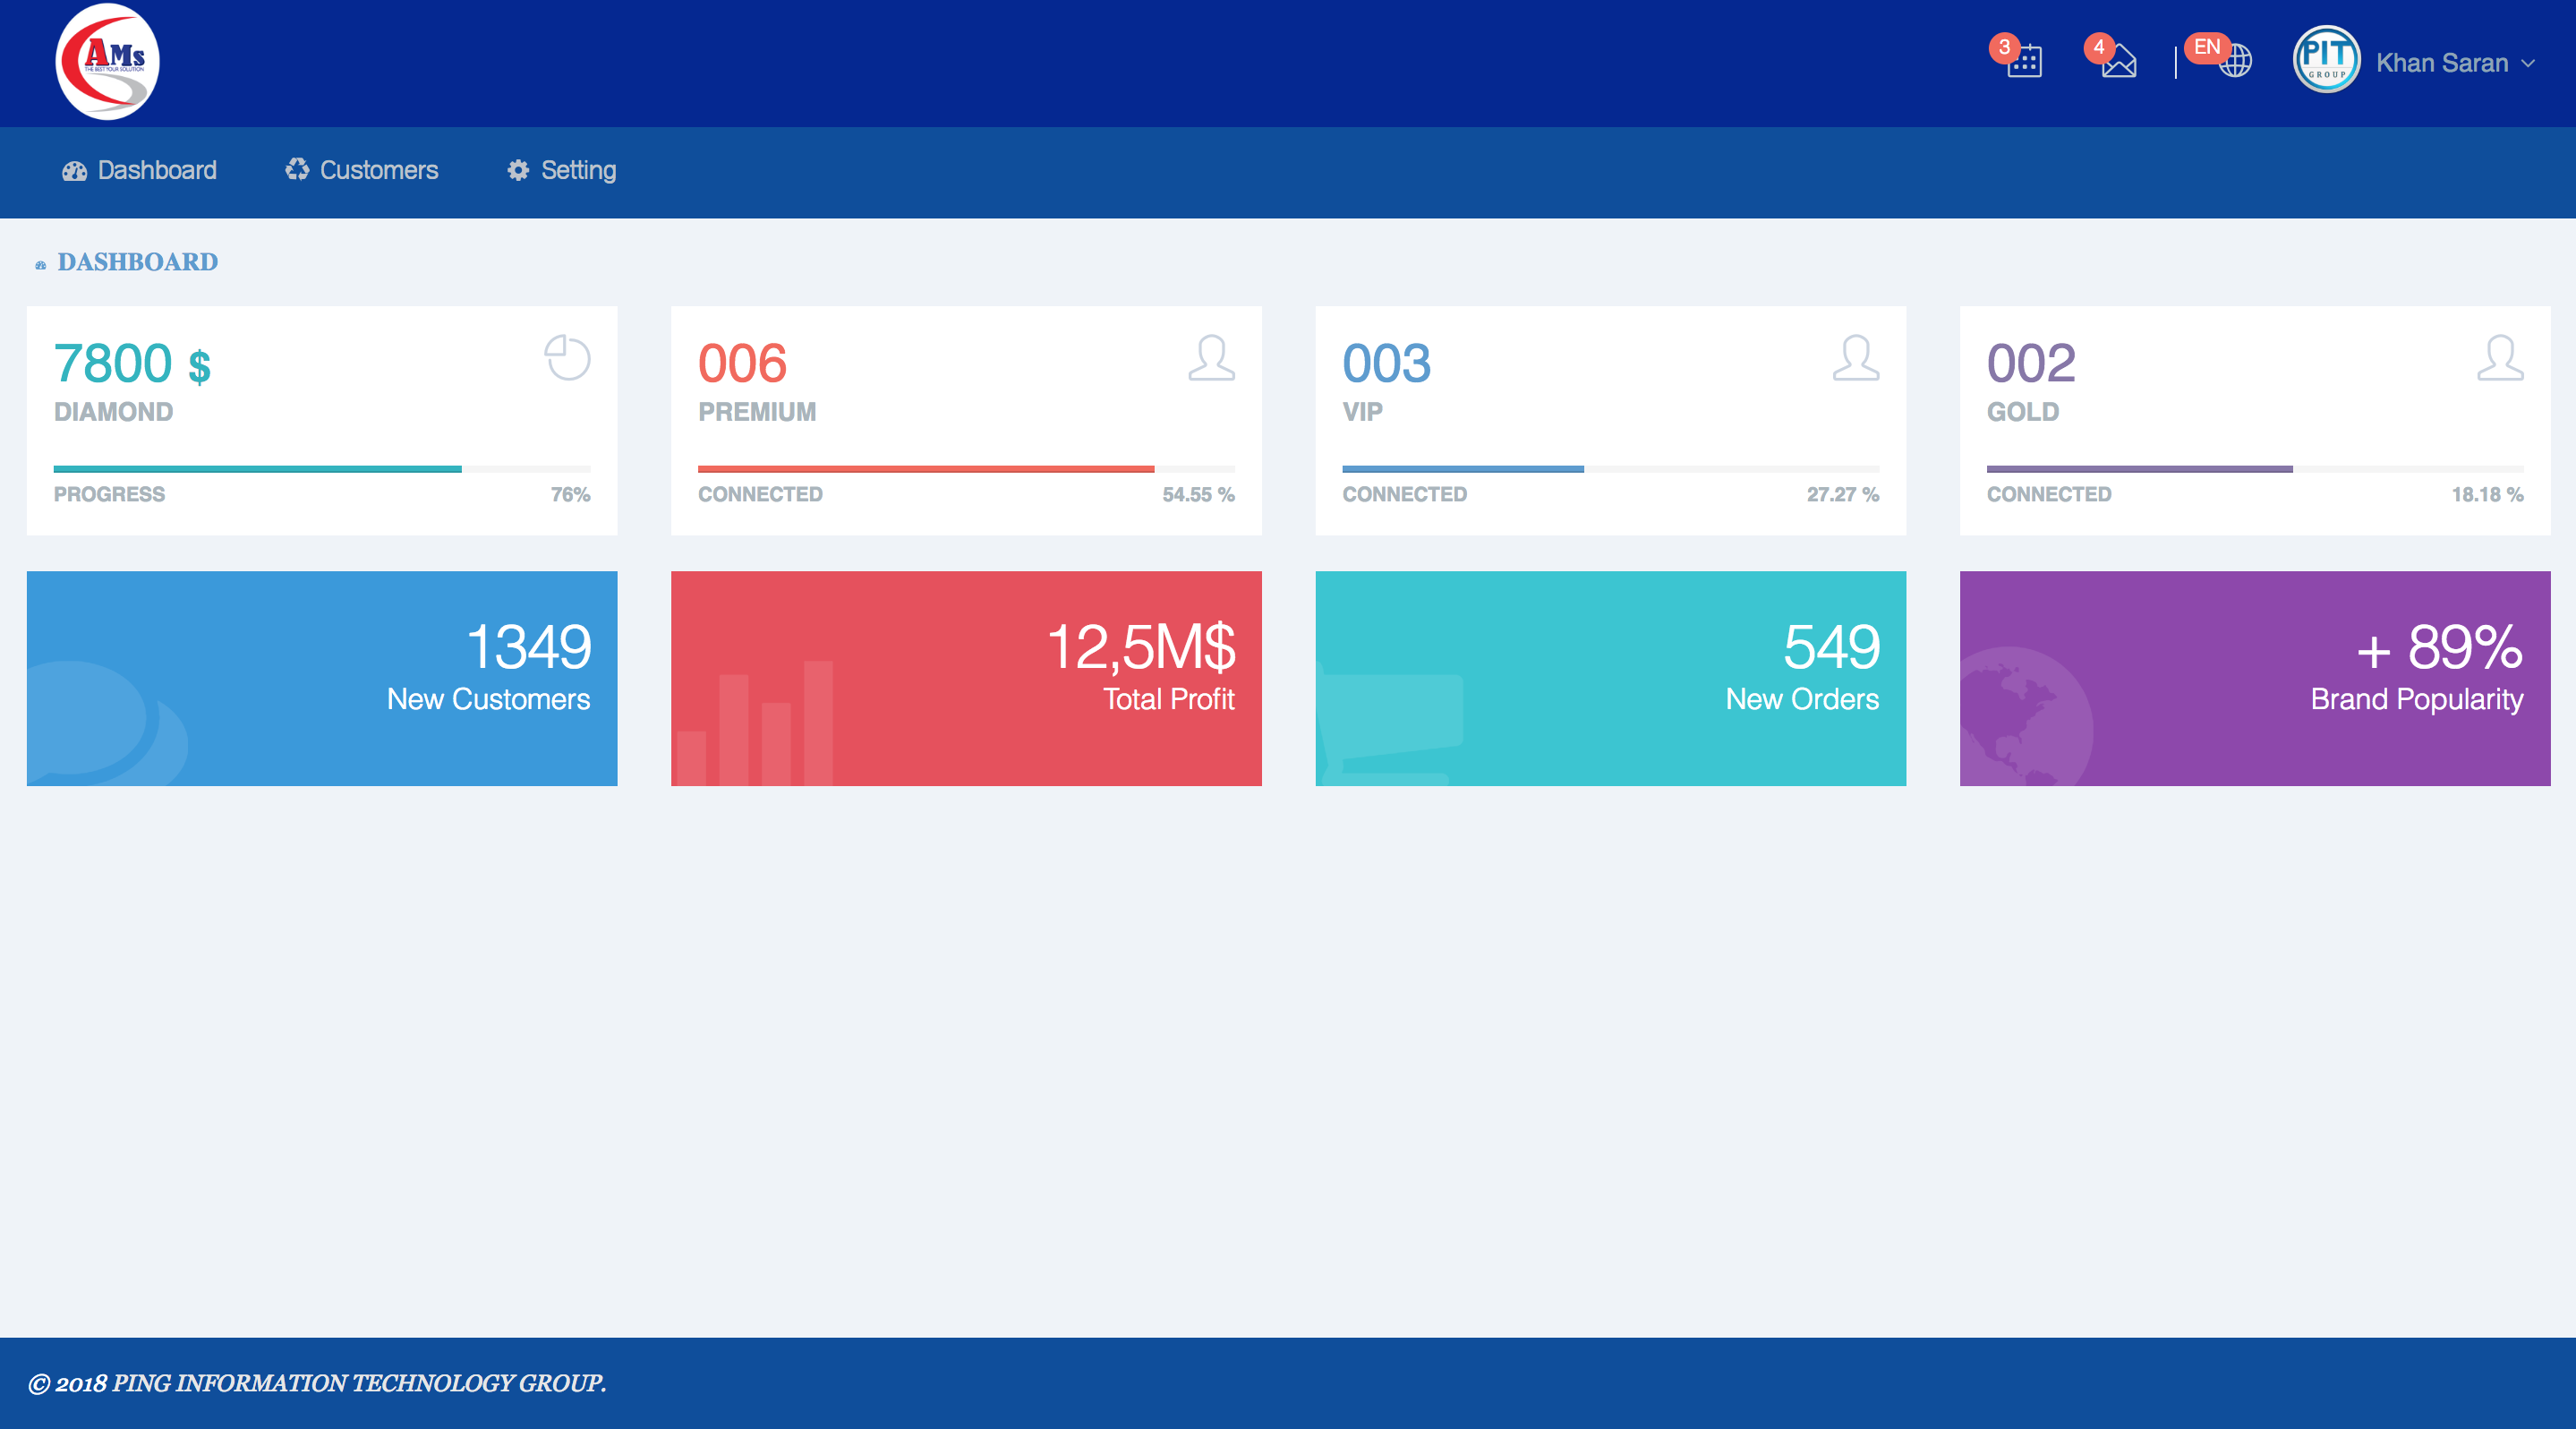 AMs
THE BEST YOUR SOLUTION
3
4
EN
PIT
GROUP
Khan Saran
Dashboard
Customers
Setting
DASHBOARD
7800 $
DIAMOND
PROGRESS
76%
006
PREMIUM
CONNECTED
54.55 %
003
VIP
CONNECTED
27.27 %
002
GOLD
CONNECTED
18.18 %
1349
New Customers
12,5M$
Total Profit
549
New Orders
+ 89%
Brand Popularity
© 2018 PING INFORMATION TECHNOLOGY GROUP.